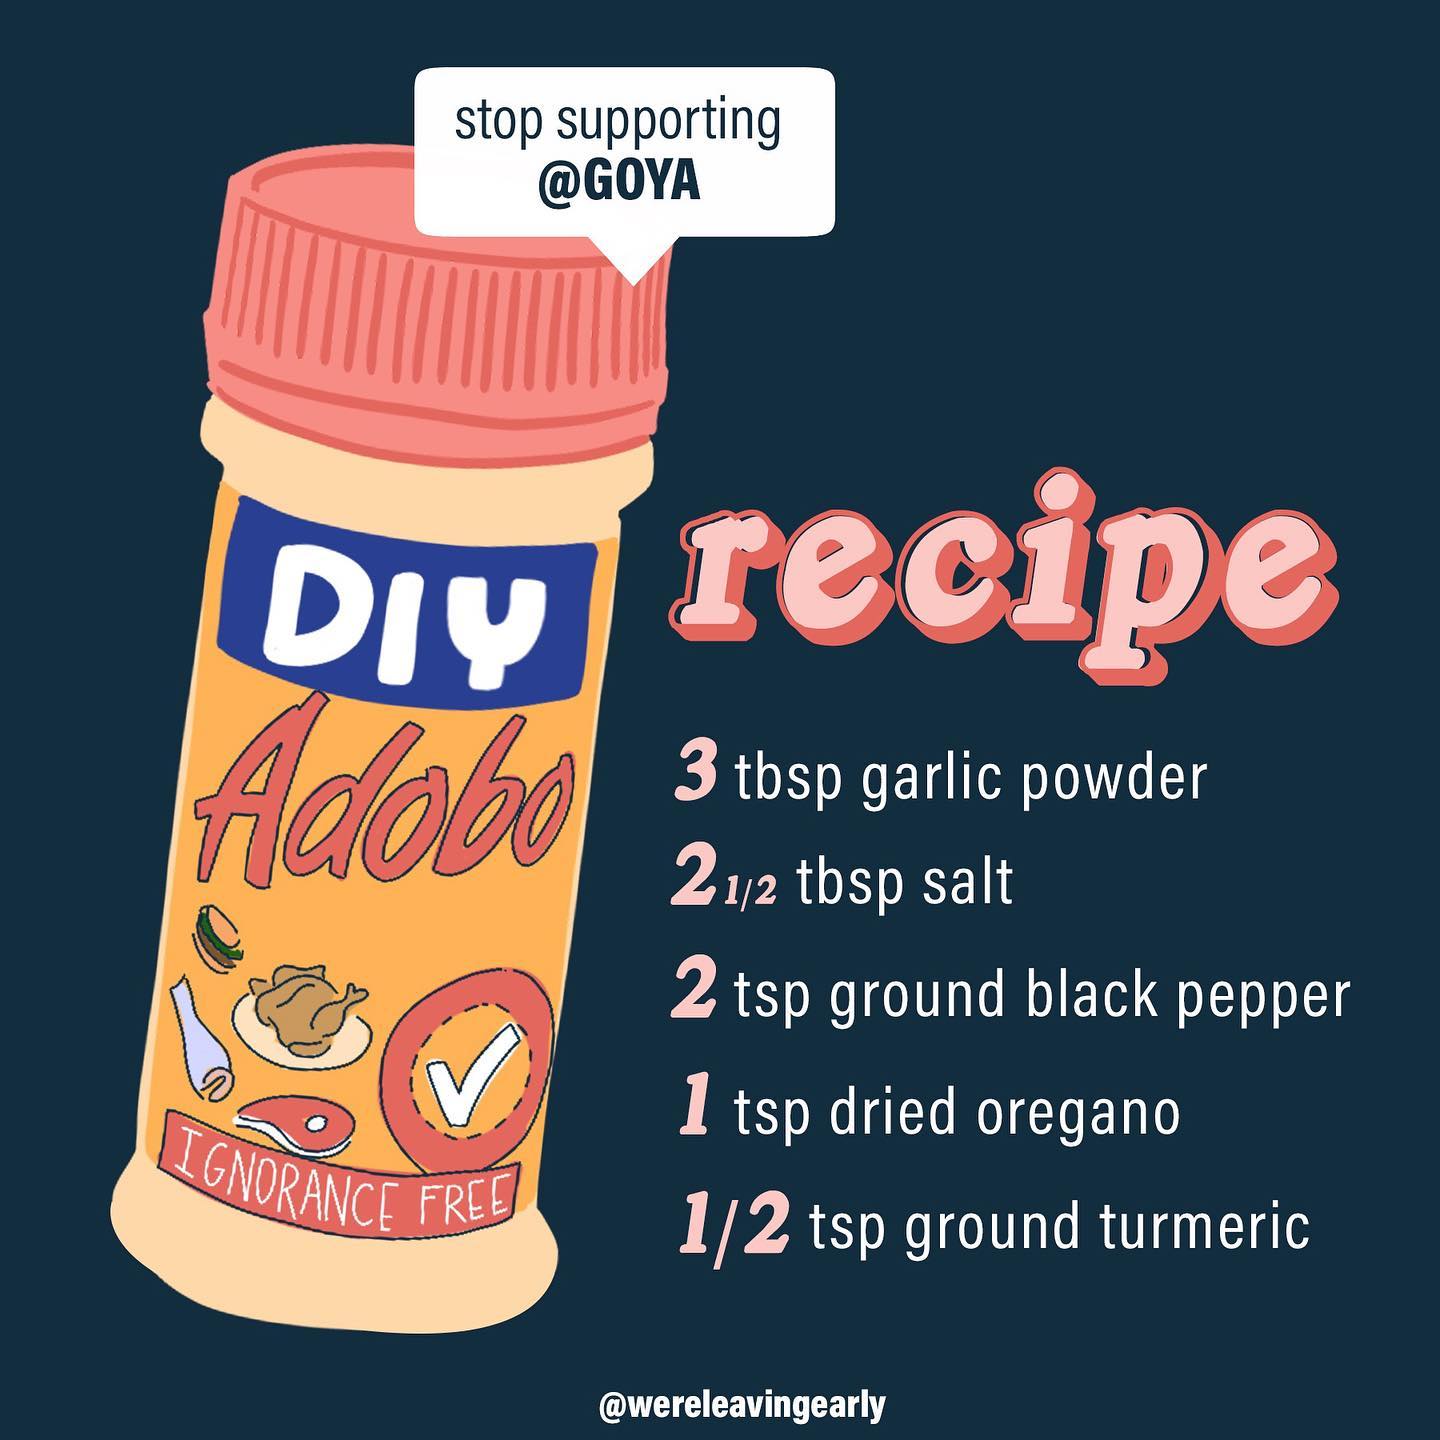 stop supporting
@GOYA
DIY
Adobo
IGNORANCE FREE
recipe
3 tbsp garlic powder
2 1/2 tbsp salt
2 tsp ground black pepper
1 tsp dried oregano
1/2 tsp ground turmeric
@wereleavingearly